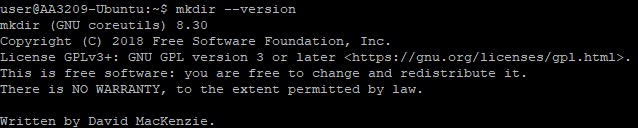 user@AA3209-Ubuntu:~$ mkdir --version
mkdir (GNU coreutils) 8.30
Copyright (C) 2018 Free Software Foundation, Inc.
License GPLv3+: GNU GPL version 3 or later <https://gnu.org/licenses/gpl.html>.
This is free software: you are free to change and redistribute it.
There is NO WARRANTY, to the extent permitted by law.
Written by David MacKenzie.